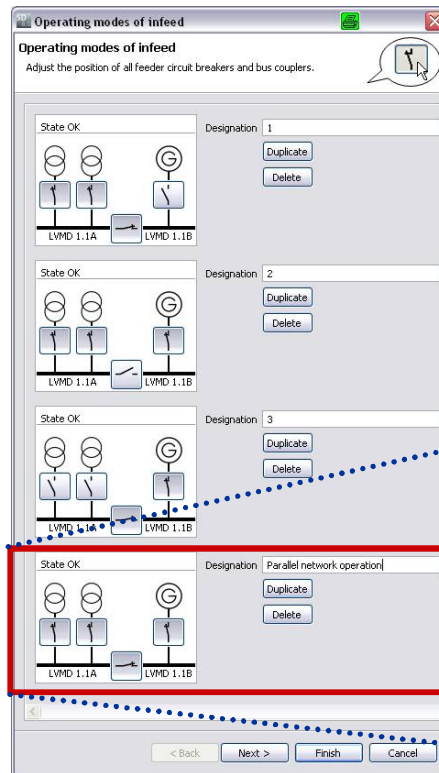 Operating modes of infeed
Operating modes of infeed
Adjust the position of all feeder circuit breakers and bus couplers.
State OK
Designation 1
Duplicate
Delete
G
LVMD 1.1A LVMD 1.1B
State OK
Designation 2
Duplicate
Delete
G
LVMD 1.1A LVMD 1.1B
State OK
Designation 3
Duplicate
Delete
G
LVMD 1.1A LVMD 1.1B
State OK
Designation Parallel network operation
Duplicate
Delete
G
LVMD 1.1A LVMD 1.1B
< Back Next > Finish Cancel